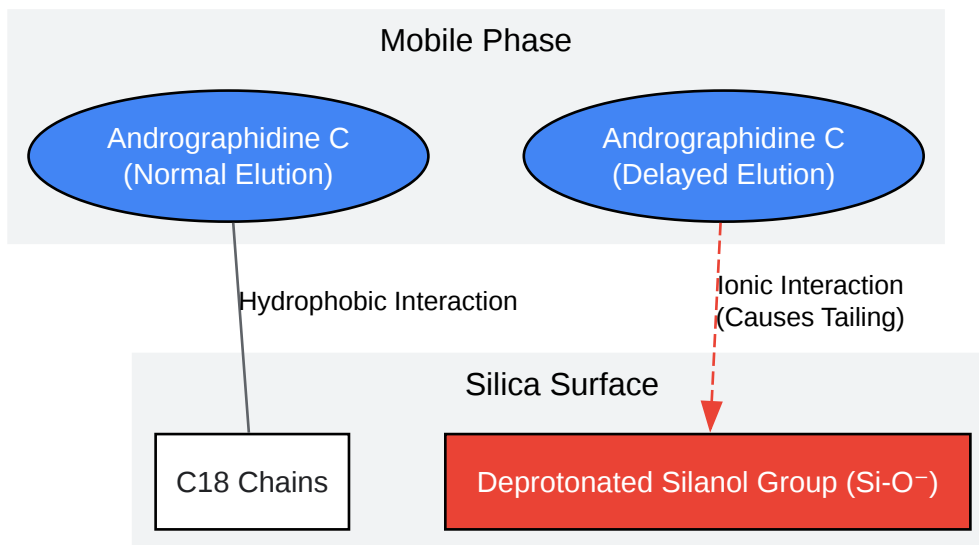 Mobile Phase
Andrographidine C
(Normal Elution)
Andrographidine C
(Delayed Elution)
Hydrophobic Interaction
Ionic Interaction
(Causes Tailing)
Silica Surface
C18 Chains
Deprotonated Silanol Group (Si-O⁻)